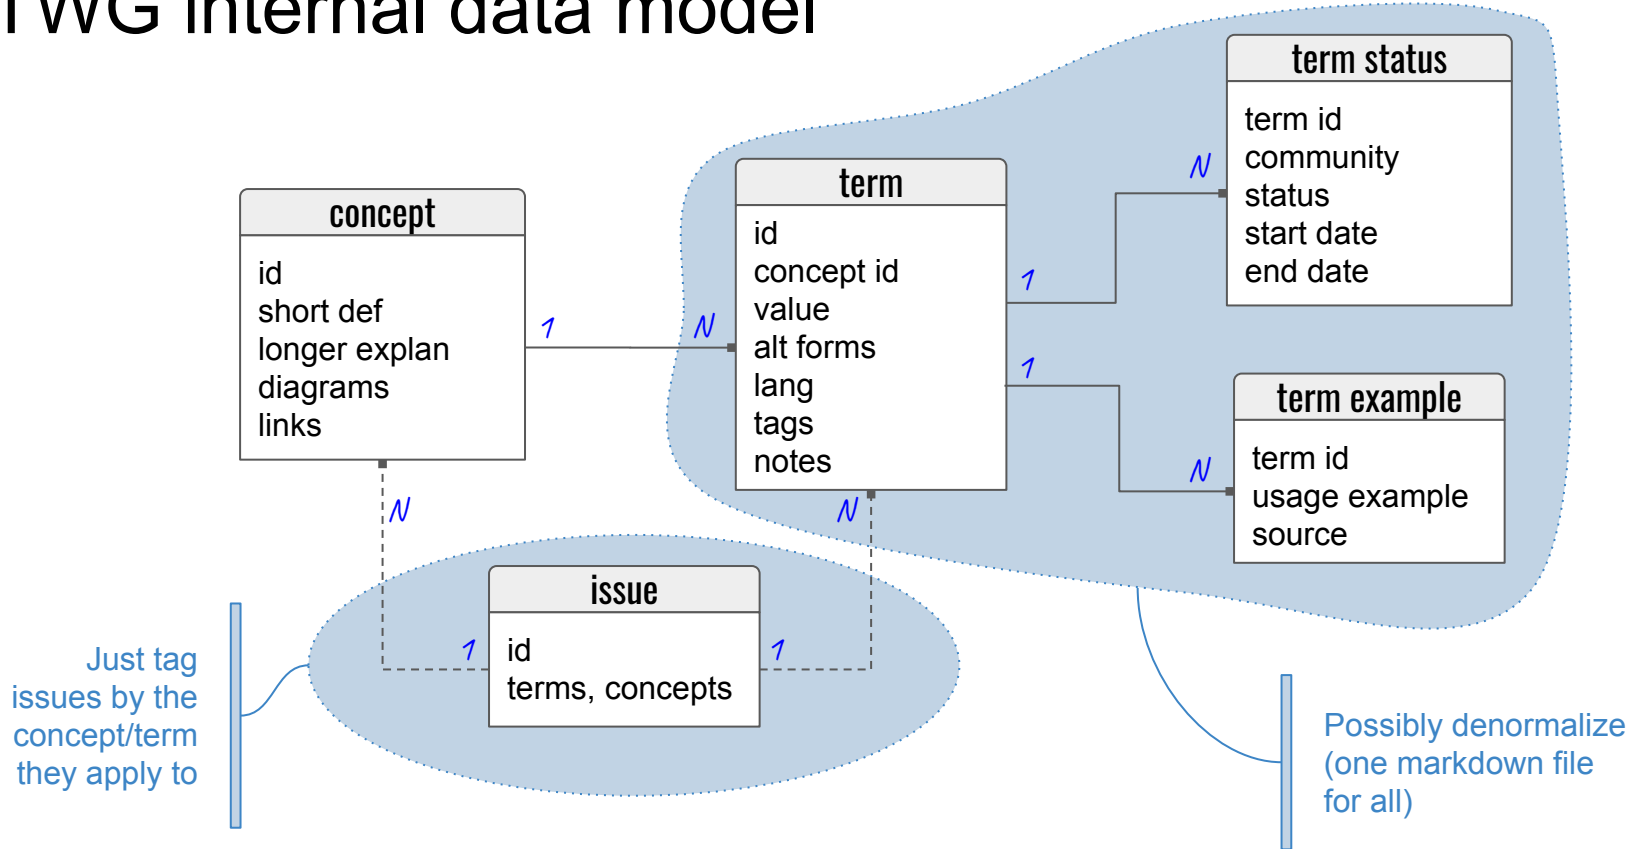 TWG internal data model
term status
term id
community
status
start date
end date
N
term
id
concept id
value
alt forms
lang
tags
notes
1
1
N
concept
id
short def
longer explan
diagrams
links
1
N
term example
term id
usage example
source
N
N
N
issue
id
terms, concepts
1
1
Just tag
issues by the
concept/term
they apply to
Possibly denormalize
(one markdown file
for all)